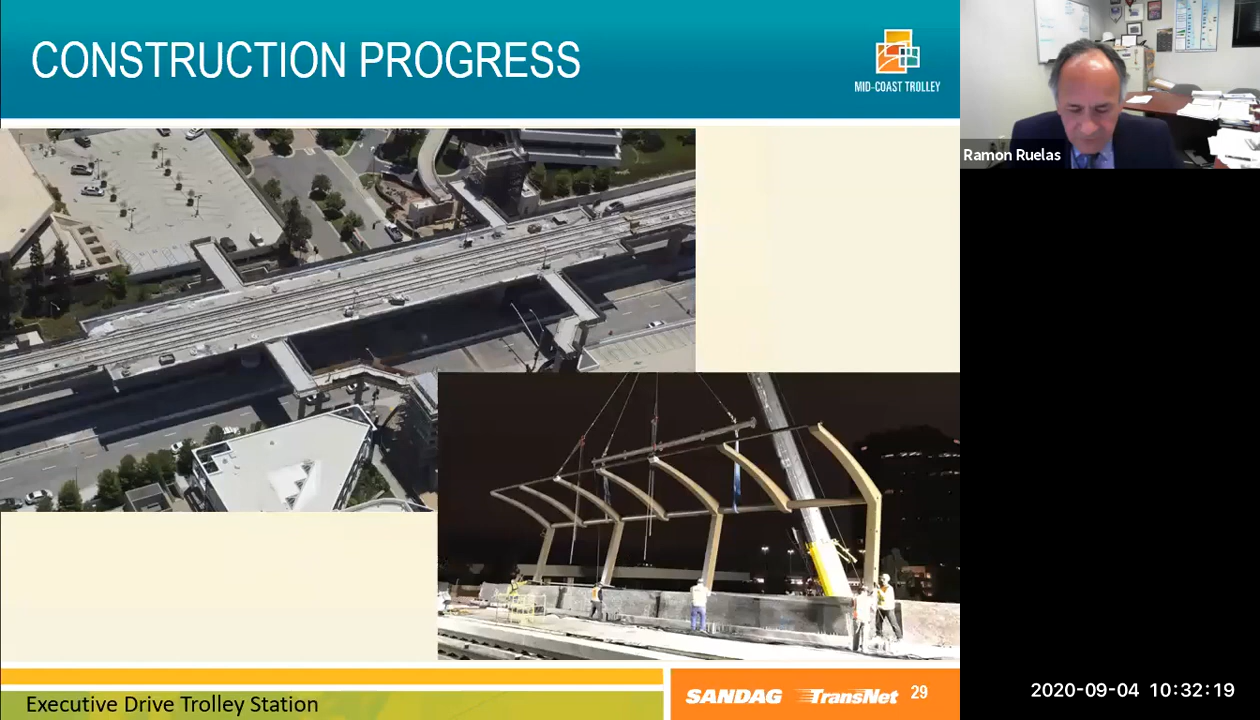 CONSTRUCTION PROGRESS
MID-COAST TROLLEY
Ramon Ruelas
Executive Drive Trolley Station
SANDAG TransNet 29
2020-09-04 10:32:19